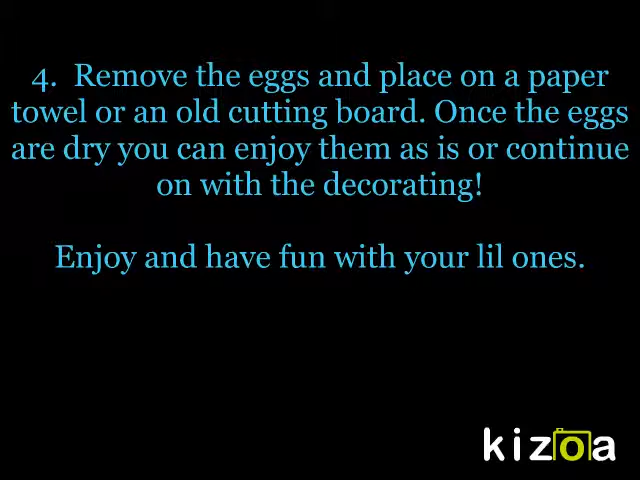 4.  Remove the eggs and place on a paper
towel or an old cutting board. Once the eggs
are dry you can enjoy them as is or continue
on with the decorating!
Enjoy and have fun with your lil ones.
kizoa